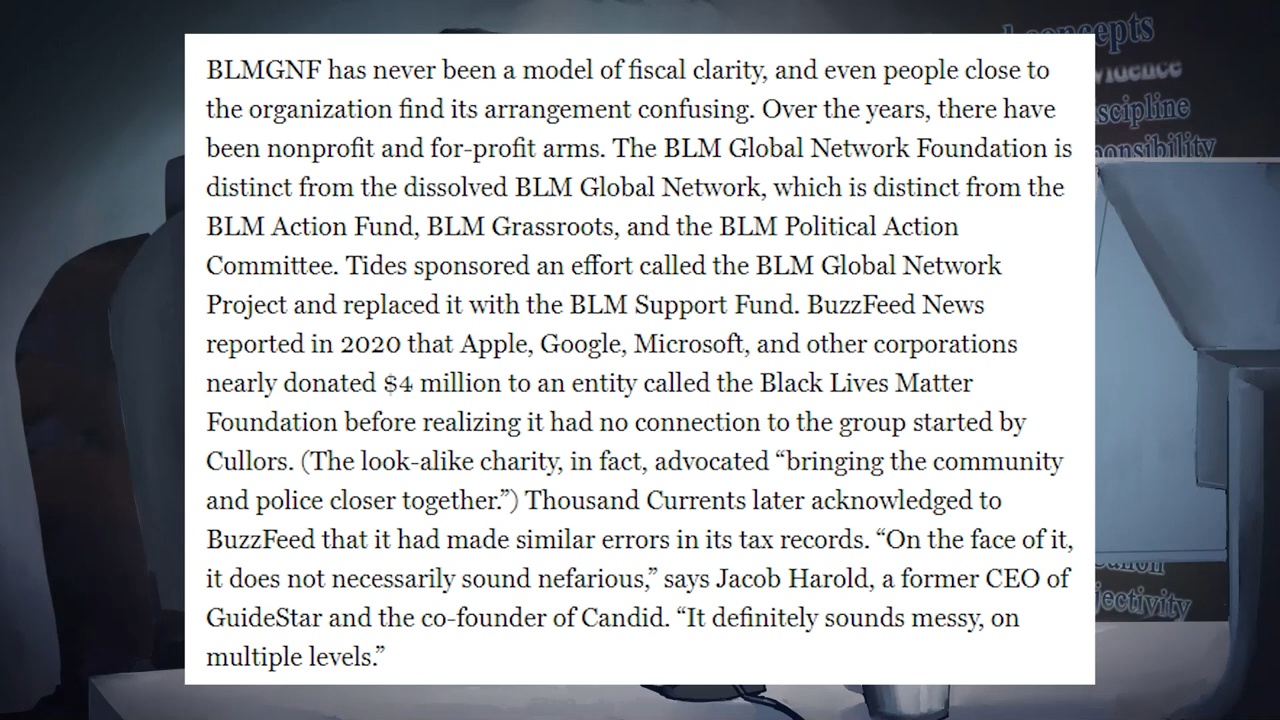 BLMGNF has never been a model of fiscal clarity, and even people close to
the organization find its arrangement confusing. Over the years, there have
been nonprofit and for-profit arms. The BLM Global Network Foundation is
distinct from the dissolved BLM Global Network, which is distinct from the
BLM Action Fund, BLM Grassroots, and the BLM Political Action
Committee. Tides sponsored an effort called the BLM Global Network
Project and replaced it with the BLM Support Fund. BuzzFeed News
reported in 2020 that Apple, Google, Microsoft, and other corporations
nearly donated $4 million to an entity called the Black Lives Matter
Foundation before realizing it had no connection to the group started by
Cullors. (The look-alike charity, in fact, advocated “bringing the community
and police closer together.”) Thousand Currents later acknowledged to
BuzzFeed that it had made similar errors in its tax records. “On the face of it,
it does not necessarily sound nefarious,” says Jacob Harold, a former CEO of
GuideStar and the co-founder of Candid. “It definitely sounds messy, on
multiple levels.”